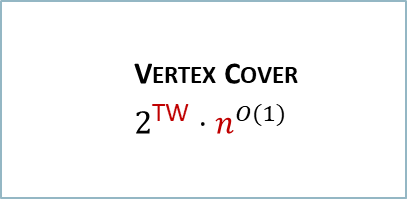 VERTEX COVER
2^TW · n^O(1)